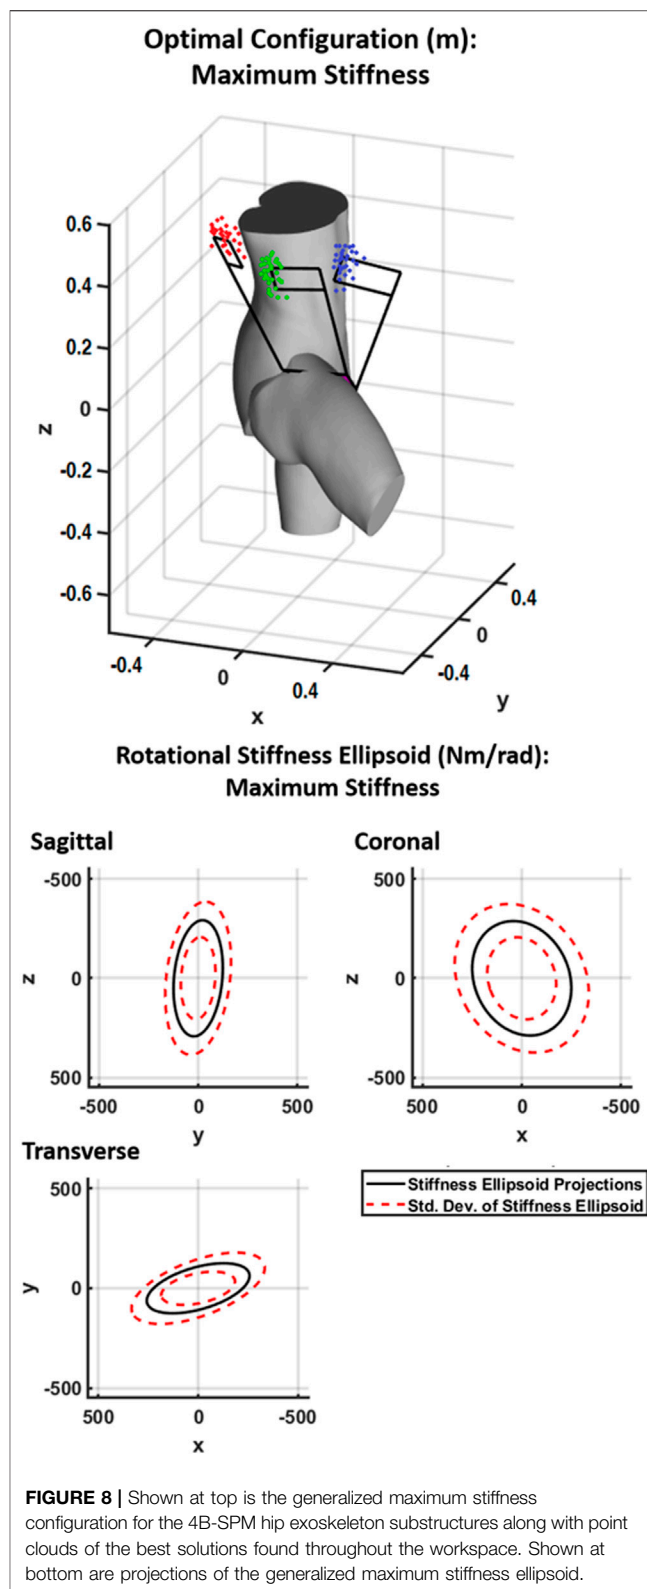 Optimal Configuration (m):
Maximum Stiffness
0.6
0.4
0.2
0
-0.2
-0.4
-0.6
z
-0.4
0
0.4
x
-0.4
0
0.4
y
Rotational Stiffness Ellipsoid (Nm/rad):
Maximum Stiffness
Sagittal
-500
0
500
z
-500 0 500
y
Coronal
500
0
-500
z
500 0 -500
x
Transverse
500
0
-500
y
500 0 -500
x
Stiffness Ellipsoid Projections
Std. Dev. of Stiffness Ellipsoid
FIGURE 8 | Shown at top is the generalized maximum stiffness
configuration for the 4B-SPM hip exoskeleton substructures along with point
clouds of the best solutions found throughout the workspace. Shown at
bottom are projections of the generalized maximum stiffness ellipsoid.